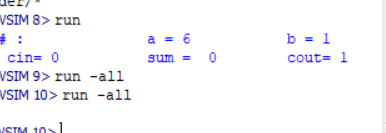 der/*
VSIM 8> run
# : a = 6 b = 1
cin= 0 sum = 0 cout= 1
VSIM 9> run -all
VSIM 10> run -all
VSIM 10>